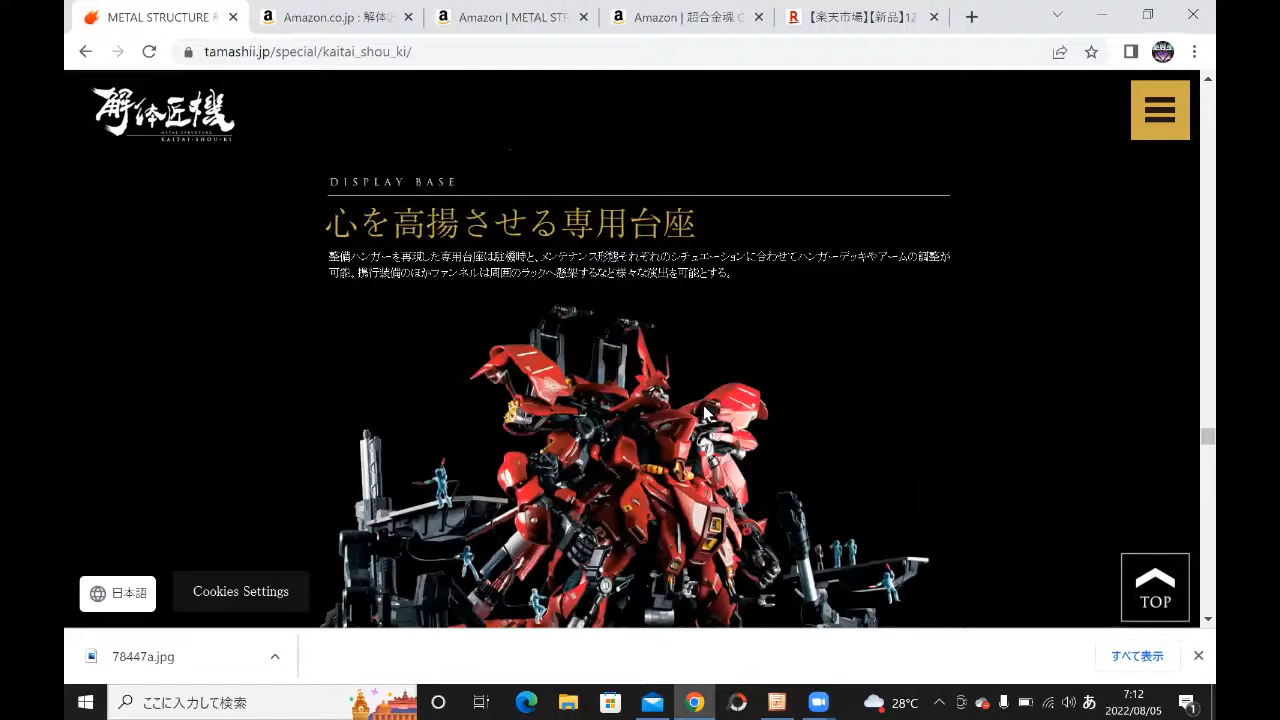 METAL STRUCTURE
Amazon.co.jp : 解体
Amazon | METAL ST
Amazon | 超合金魂 G
【楽天市場】【新品】12
tamashii.jp/special/kaitai_shou_ki/
解体匠機
METAL STRUCTURE
KAITAI-SHOU-KI
DISPLAY BASE
心を高揚させる専用台座
整備ハンガーを再現した専用台座は駐機時と、メンテナンス形態それぞれのシチュエーションに合わせてハンガーデッキやアームの調整が
可能。携行装備のほかファンネルは周囲のラックへ懸架するなど様々な演出を可能とする。
日本語
Cookies Settings
TOP
78447a.jpg
すべて表示
ここに入力して検索
28°C
あ
7:12
2022/08/05
1